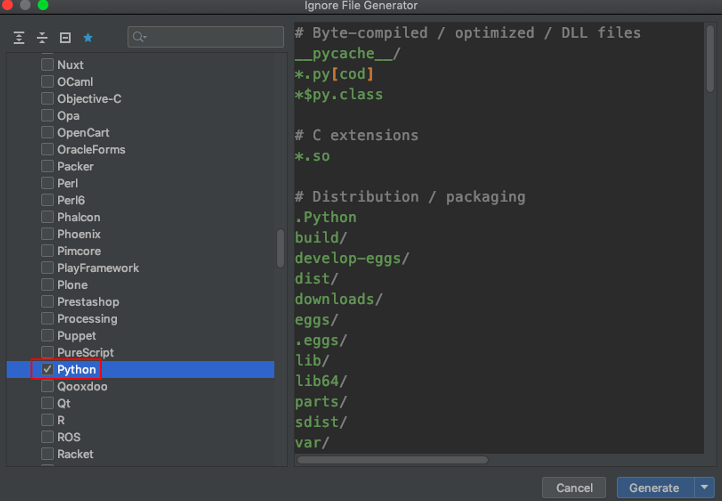 Ignore File Generator
Nuxt
OCaml
Objective-C
Opa
OpenCart
OracleForms
Packer
Perl
Perl6
Phalcon
Phoenix
Pimcore
PlayFramework
Plone
Prestashop
Processing
Puppet
PureScript
Python
Qooxdoo
Qt
R
ROS
Racket
# Byte-compiled / optimized / DLL files
__pycache__/
*.py[cod]
*$py.class
# C extensions
*.so
# Distribution / packaging
.Python
build/
develop-eggs/
dist/
downloads/
eggs/
.eggs/
lib/
lib64/
parts/
sdist/
var/
Cancel
Generate